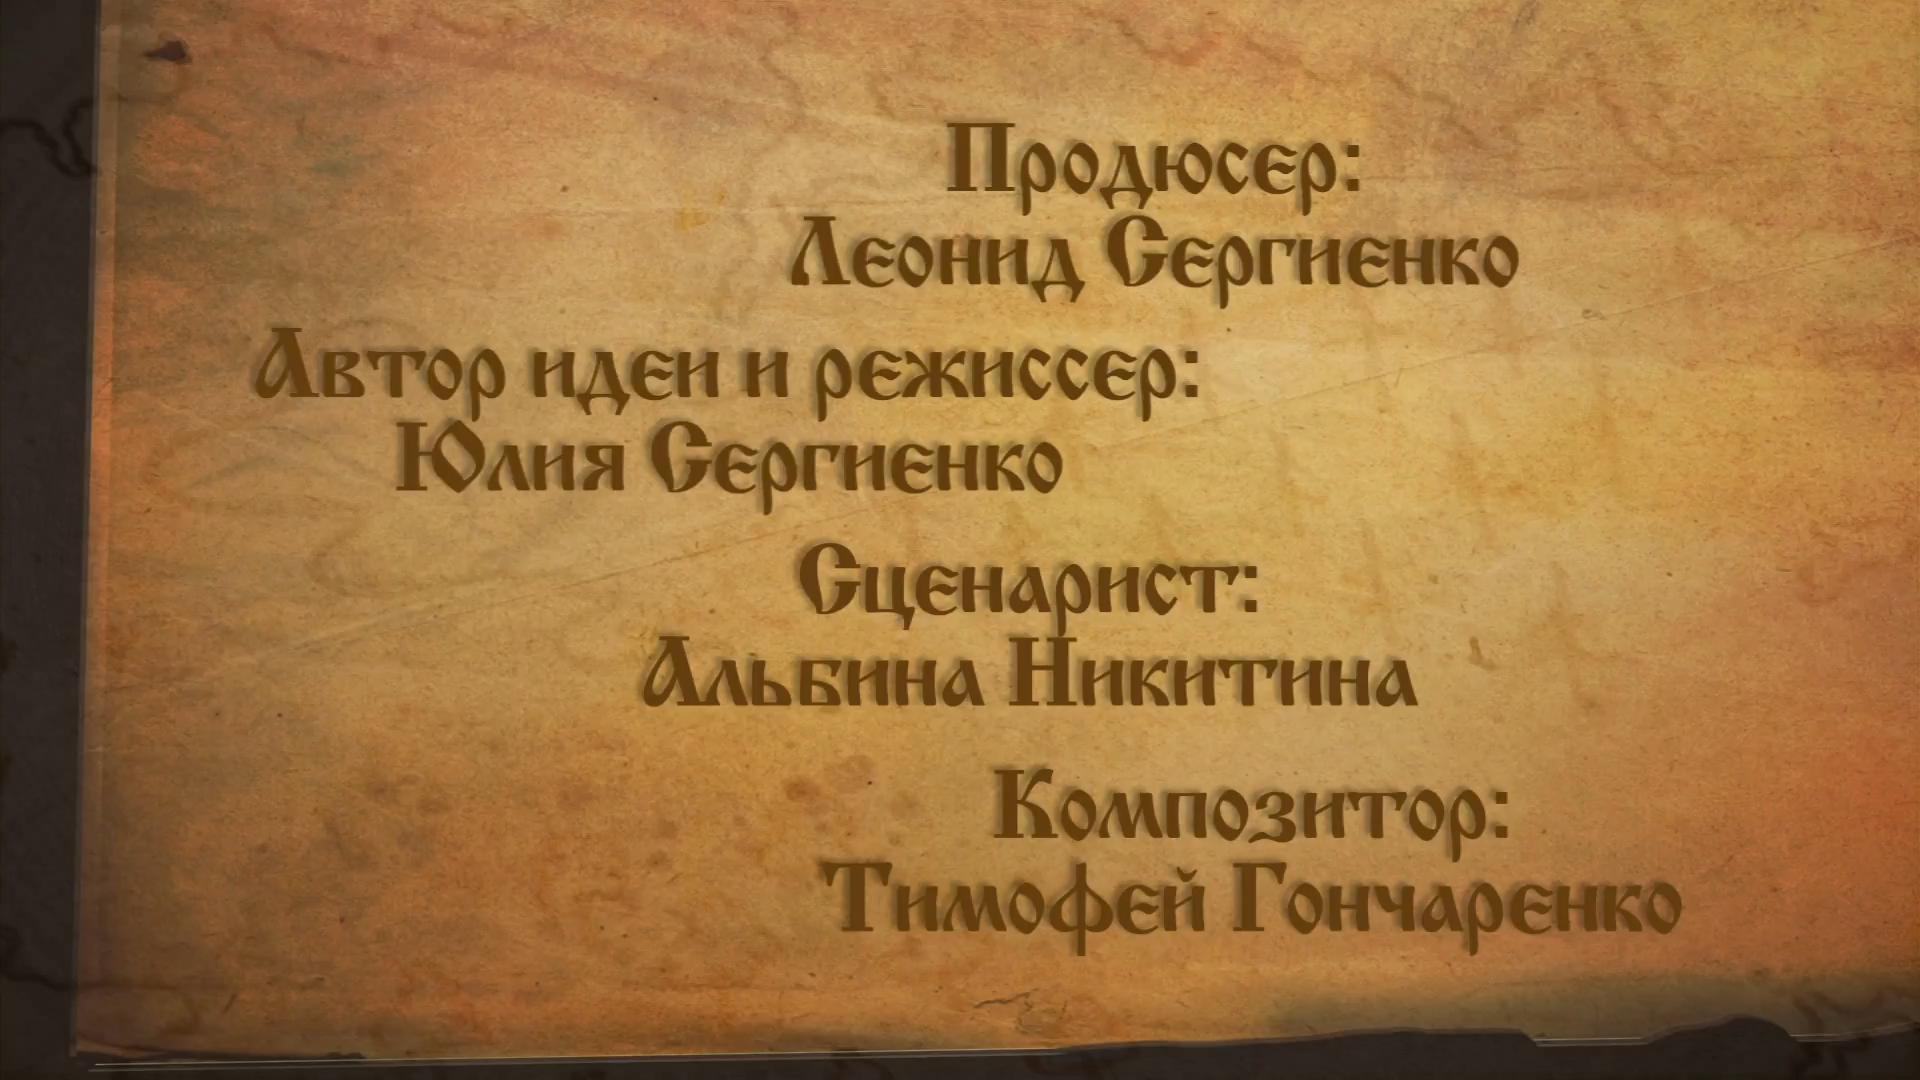 Продюсер:
Леонид Сергиенко
Автор идеи и режиссер:
Юлия Сергиенко
Сценарист:
Альбина Никитина
Композитор:
Тимофей Гончаренко